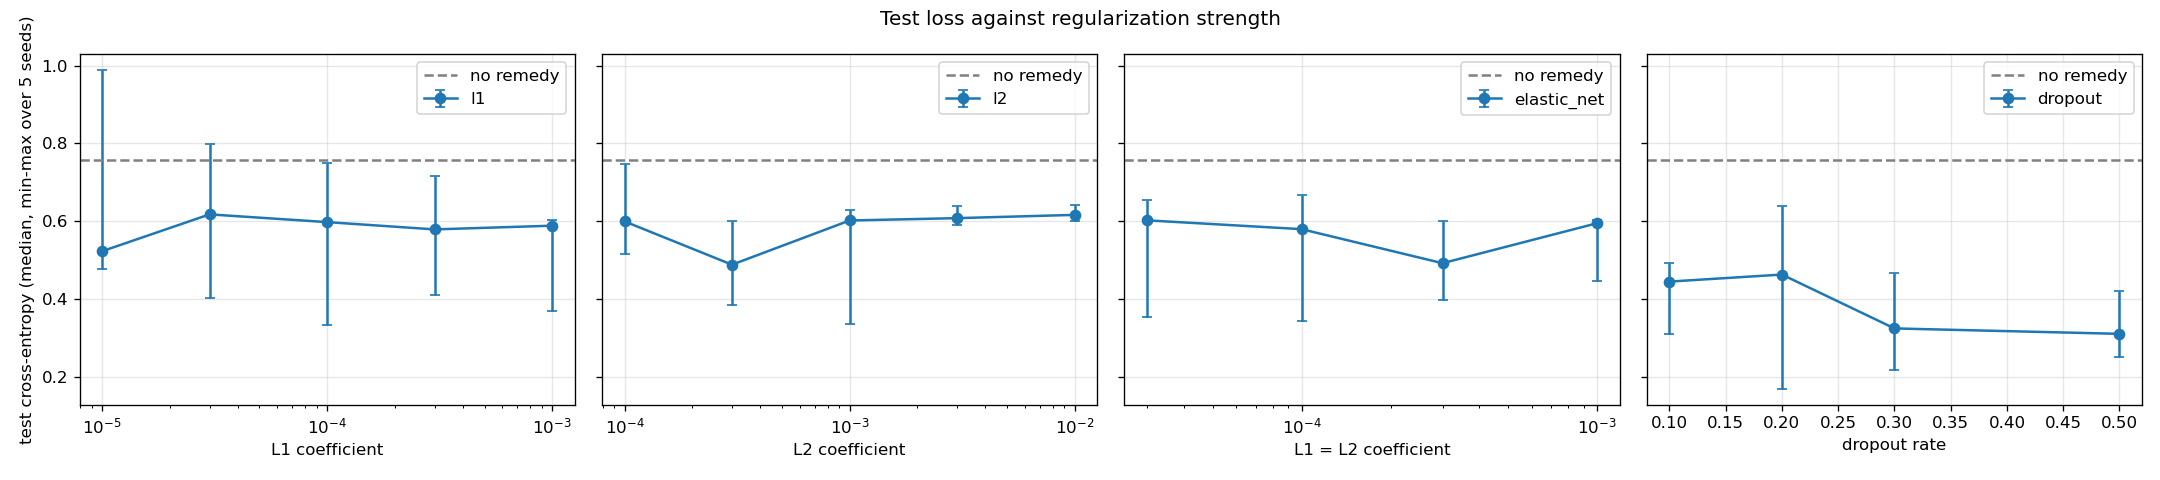 Test loss against regularization strength
test cross-entropy (median, min-max over 5 seeds)
1.0
0.8
0.6
0.4
0.2
no remedy
l1
10⁻⁵
10⁻⁴
10⁻³
L1 coefficient
no remedy
l2
10⁻⁴
10⁻³
10⁻²
L2 coefficient
no remedy
elastic_net
10⁻⁴
10⁻³
L1 = L2 coefficient
no remedy
dropout
0.10 0.15 0.20 0.25 0.30 0.35 0.40 0.45 0.50
dropout rate